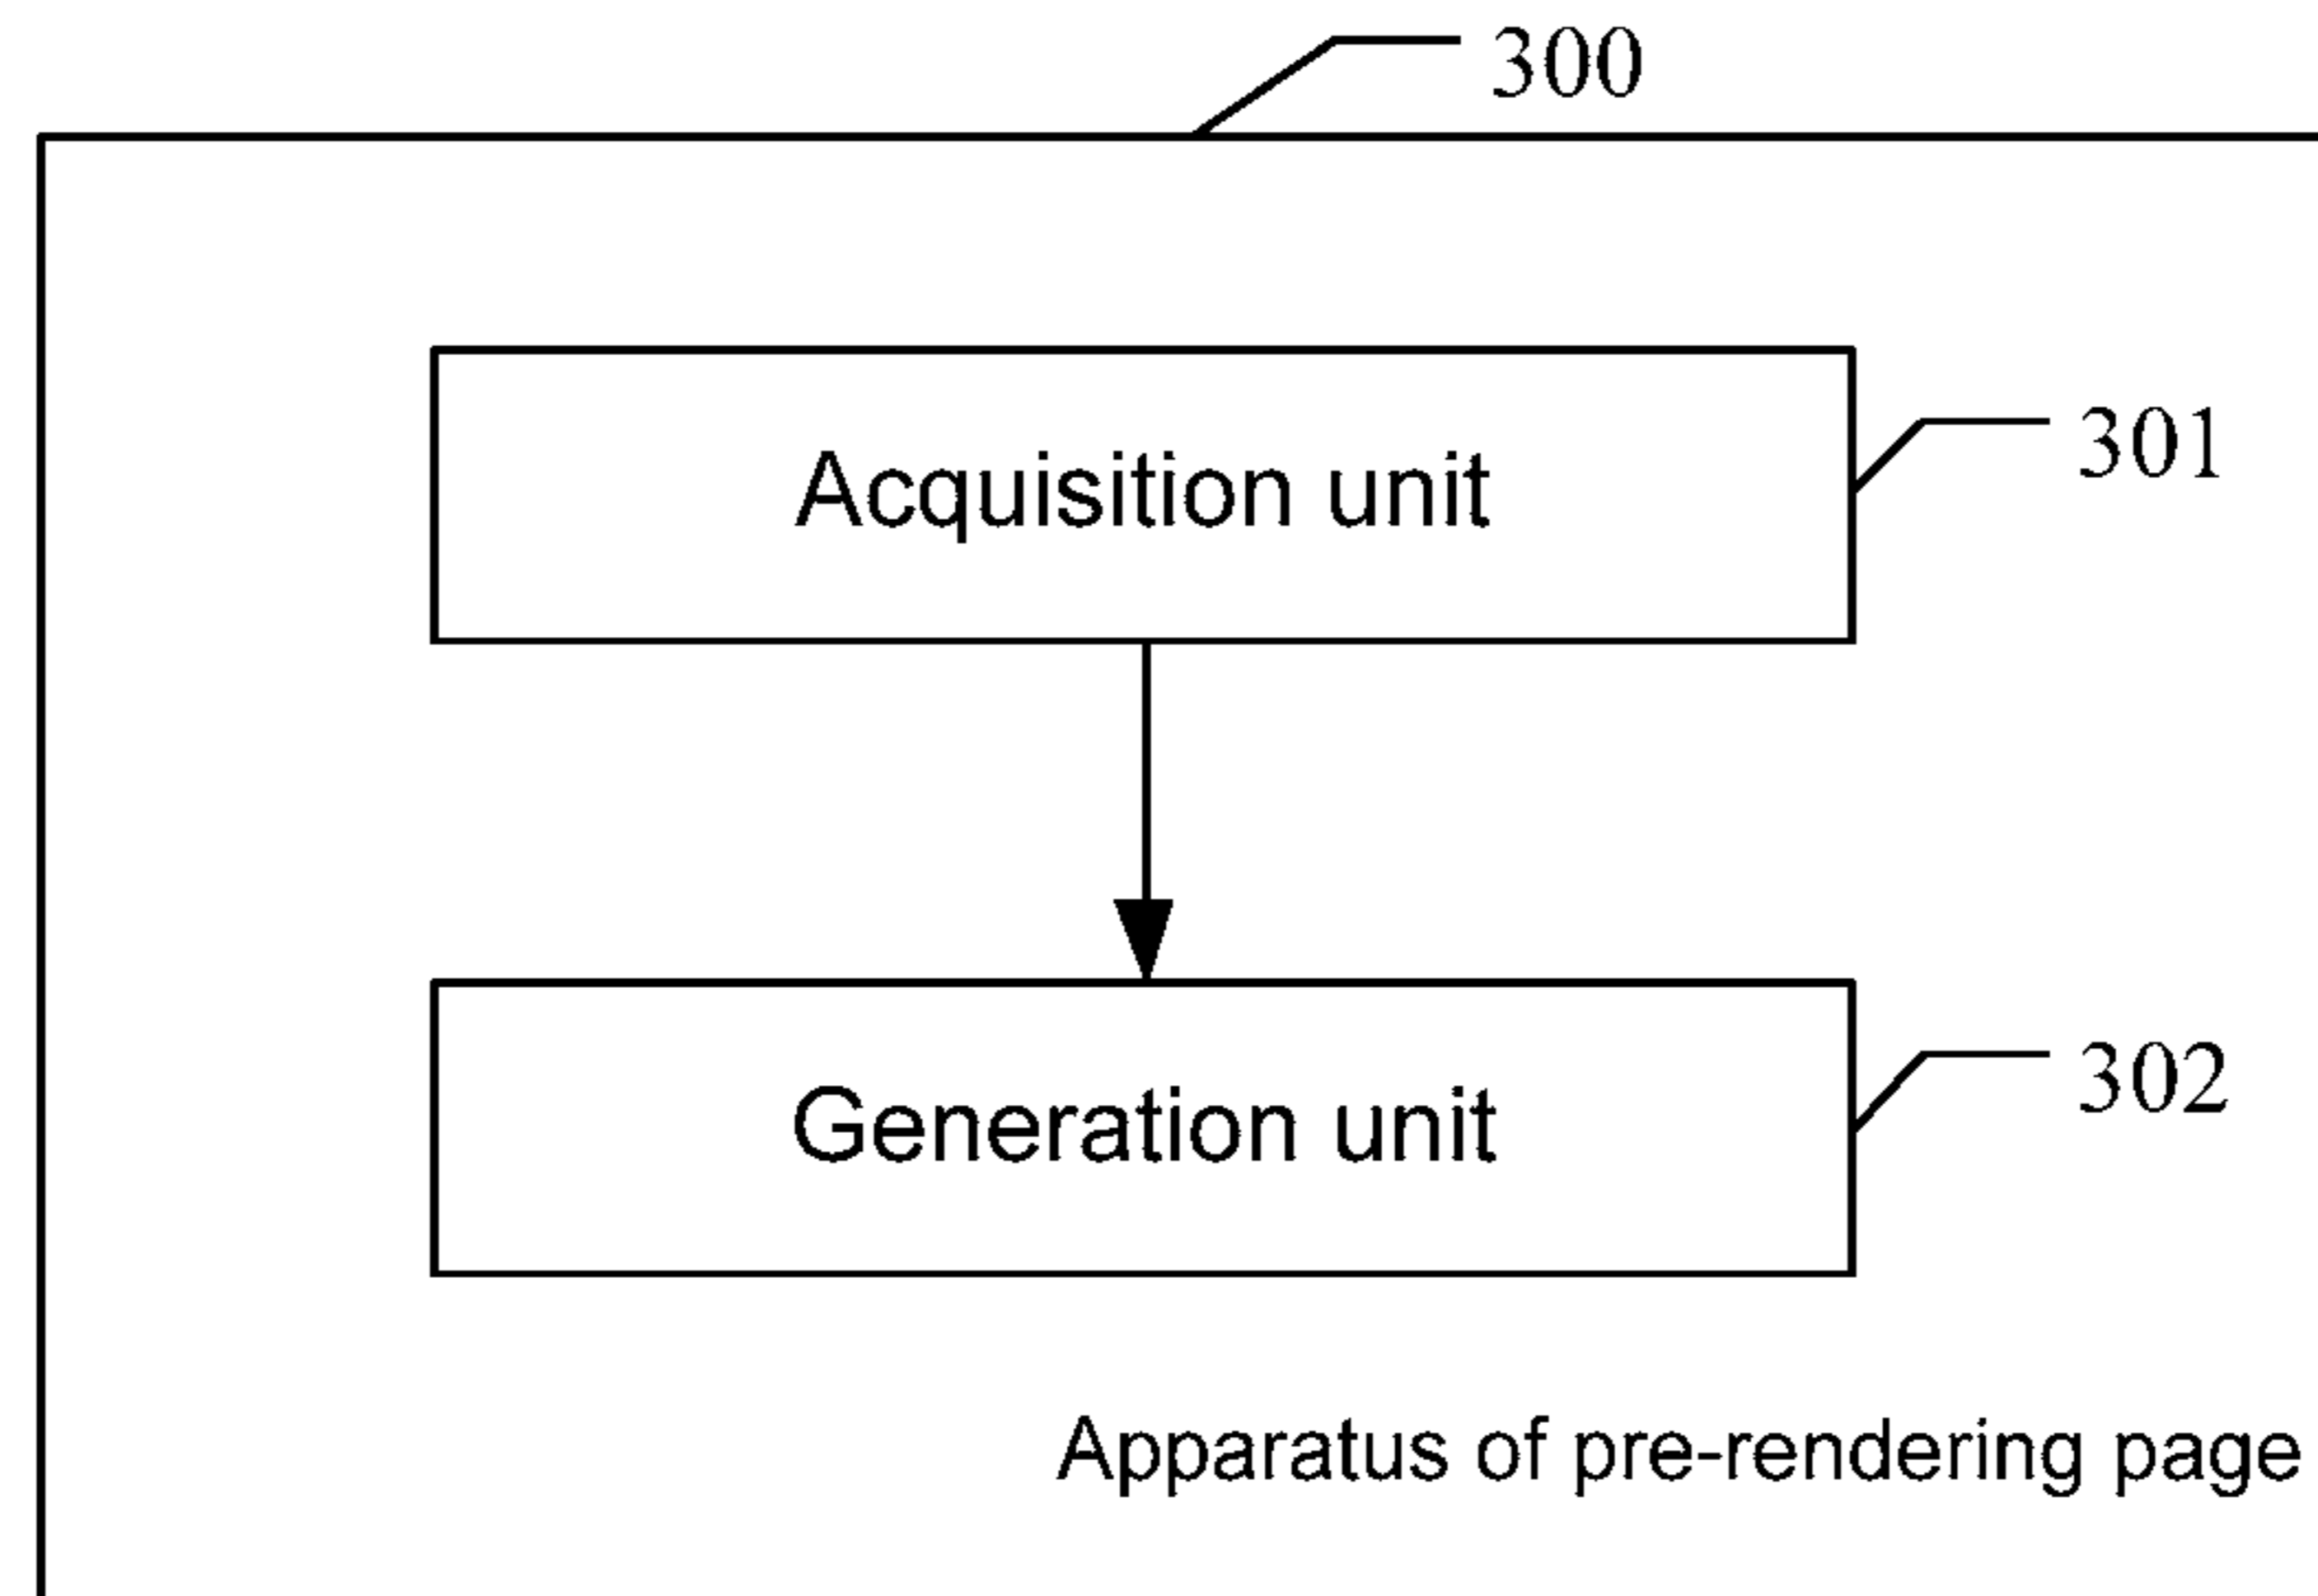 300
Acquisition unit
301
Generation unit
302
Apparatus of pre-rendering page